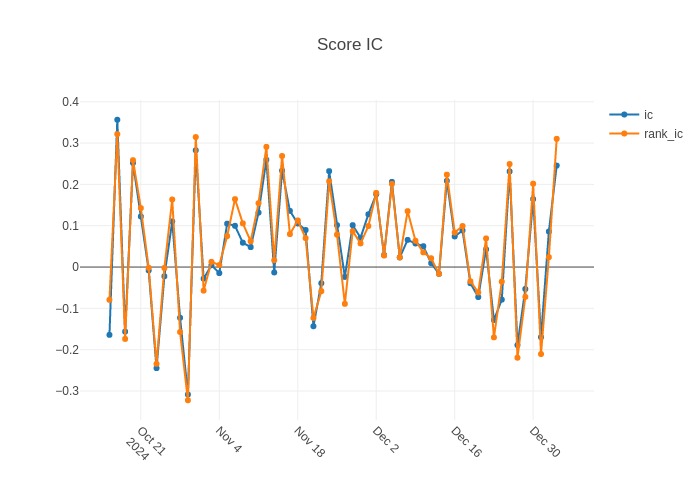 Score IC
ic
rank_ic
0.4
0.3
0.2
0.1
0
−0.1
−0.2
−0.3
Oct 21
2024
Nov 4
Nov 18
Dec 2
Dec 16
Dec 30